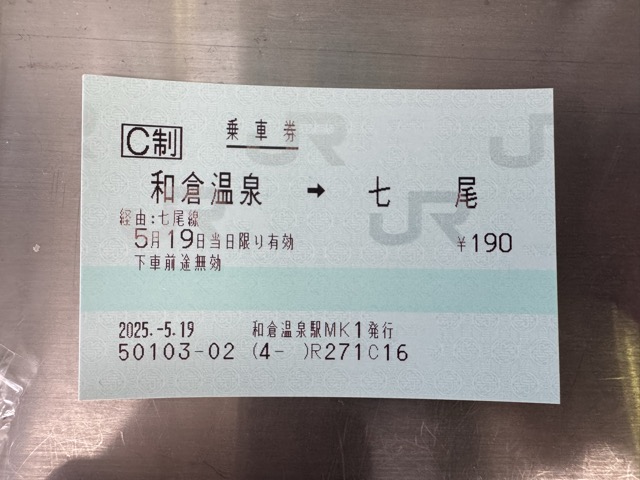 C制 乗車券
和倉温泉 → 七尾
経由:七尾線
5月19日当日限り有効 ¥190
下車前途無効
2025.-5.19 和倉温泉駅MK1発行
50103-02 (4- )R271C16